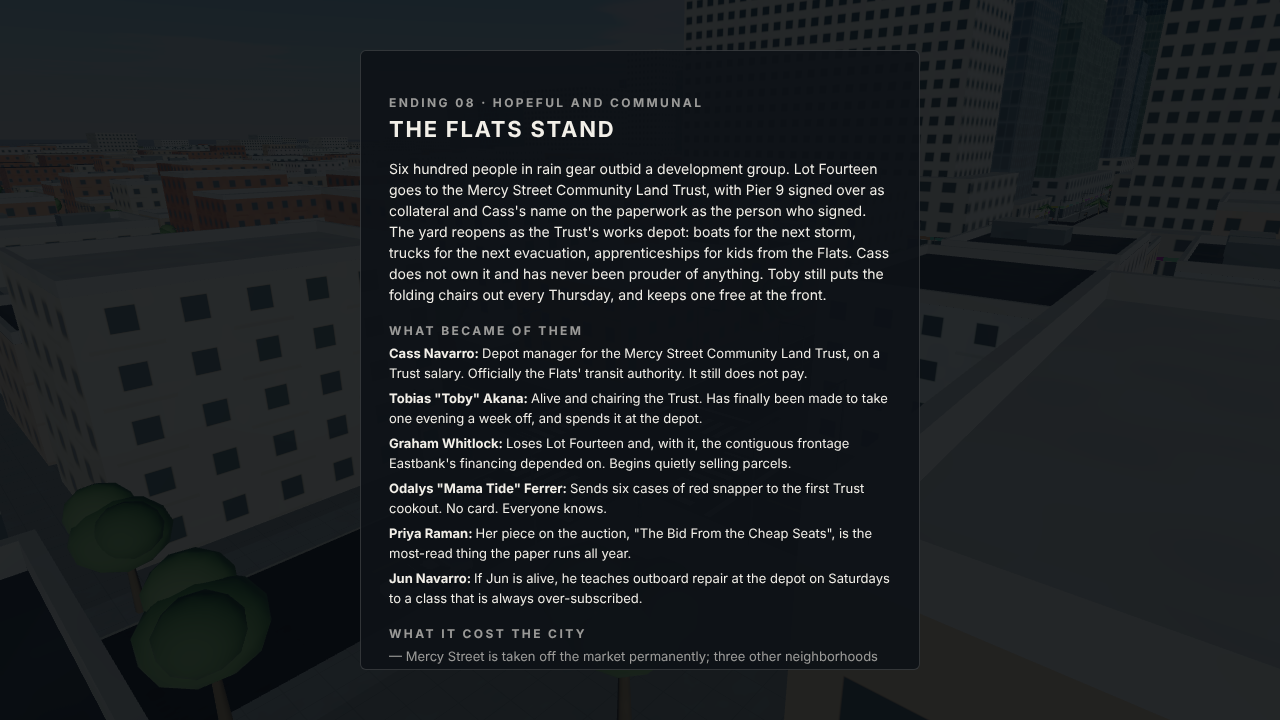 ENDING 08 · HOPEFUL AND COMMUNAL
THE FLATS STAND
Six hundred people in rain gear outbid a development group. Lot Fourteen
goes to the Mercy Street Community Land Trust, with Pier 9 signed over as
collateral and Cass's name on the paperwork as the person who signed.
The yard reopens as the Trust's works depot: boats for the next storm,
trucks for the next evacuation, apprenticeships for kids from the Flats. Cass
does not own it and has never been prouder of anything. Toby still puts the
folding chairs out every Thursday, and keeps one free at the front.
WHAT BECAME OF THEM
Cass Navarro: Depot manager for the Mercy Street Community Land Trust, on a
Trust salary. Officially the Flats' transit authority. It still does not pay.
Tobias "Toby" Akana: Alive and chairing the Trust. Has finally been made to take
one evening a week off, and spends it at the depot.
Graham Whitlock: Loses Lot Fourteen and, with it, the contiguous frontage
Eastbank's financing depended on. Begins quietly selling parcels.
Odalys "Mama Tide" Ferrer: Sends six cases of red snapper to the first Trust
cookout. No card. Everyone knows.
Priya Raman: Her piece on the auction, "The Bid From the Cheap Seats", is the
most-read thing the paper runs all year.
Jun Navarro: If Jun is alive, he teaches outboard repair at the depot on Saturdays
to a class that is always over-subscribed.
WHAT IT COST THE CITY
— Mercy Street is taken off the market permanently; three other neighborhoods